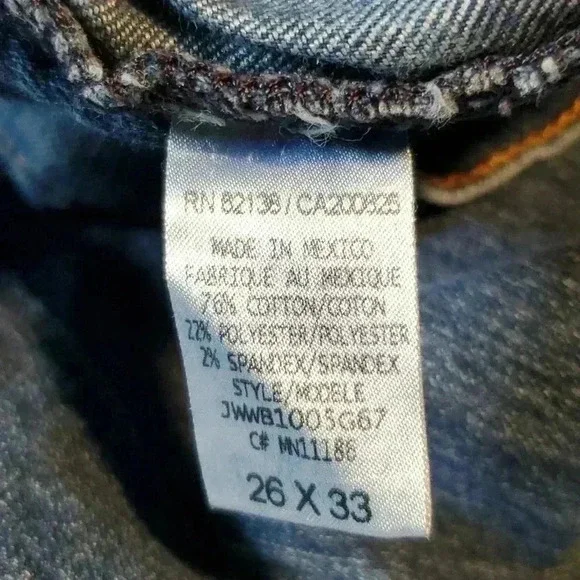 RN 82138 / CA200825
MADE IN MEXICO
FABRIQUE AU MEXIQUE
76% COTTON/COTON
22% POLYESTER/POLYESTER
2% SPANDEX/SPANDEX
STYLE/MODELE
JWWB1005G67
C# MN11186
26 X 33